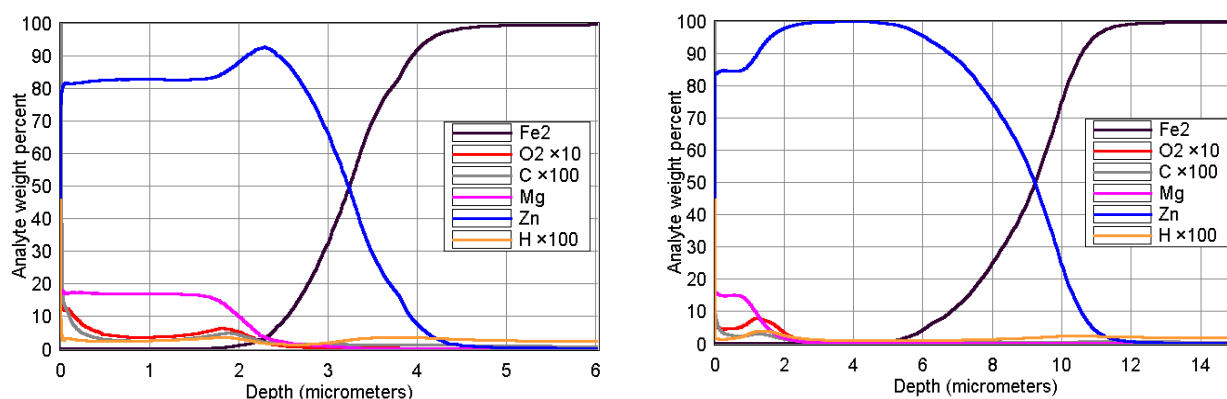 100
90
80
70
60
50
40
30
20
10
0
Analyte weight percent
Fe2
O2 ×10
C ×100
Mg
Zn
H ×100
0 1 2 3 4 5 6
Depth (micrometers)
100
90
80
70
60
50
40
30
20
10
0
Analyte weight percent
Fe2
O2 ×10
C ×100
Mg
Zn
H ×100
0 2 4 6 8 10 12 14
Depth (micrometers)